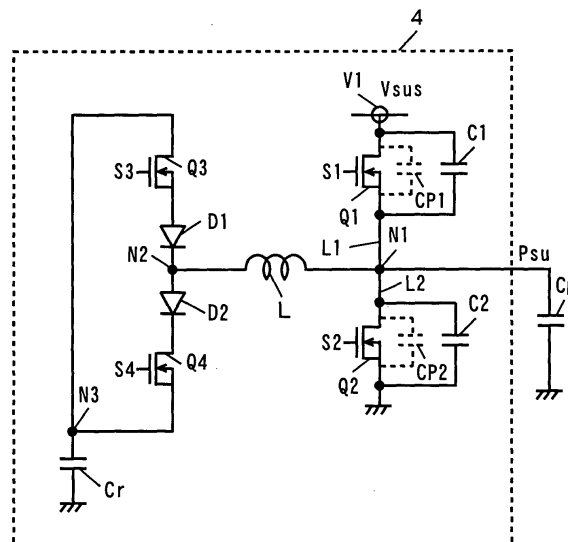 4
V1 Vsus
C1
S3 Q3
S1
CP1
Q1
D1
L1 N1
N2
Psu
L
L2
D2
C2
S2
CP2
Q2
S4 Q4
N3
Cr